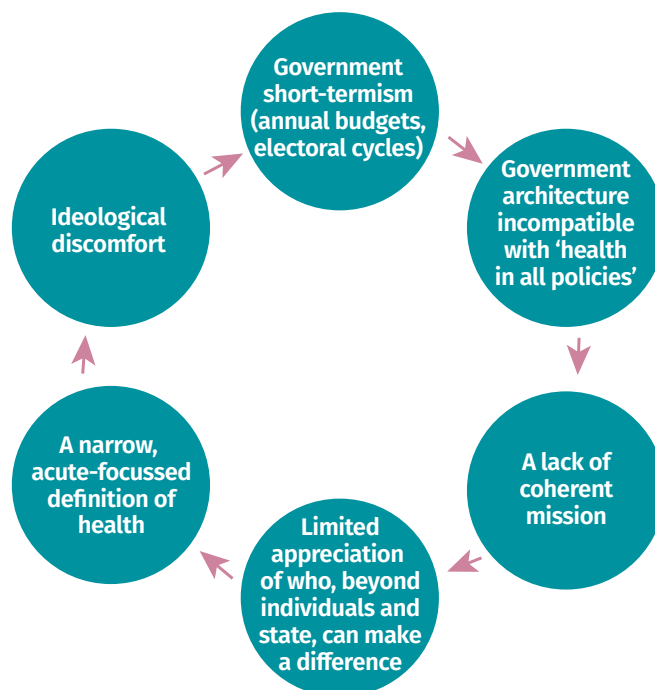 Government
short-termism
(annual budgets,
electoral cycles)
Government
architecture
incompatible
with ‘health
in all policies’
A lack of
coherent
mission
Limited
appreciation
of who, beyond
individuals and
state, can make
a difference
A narrow,
acute-focussed
definition of
health
Ideological
discomfort